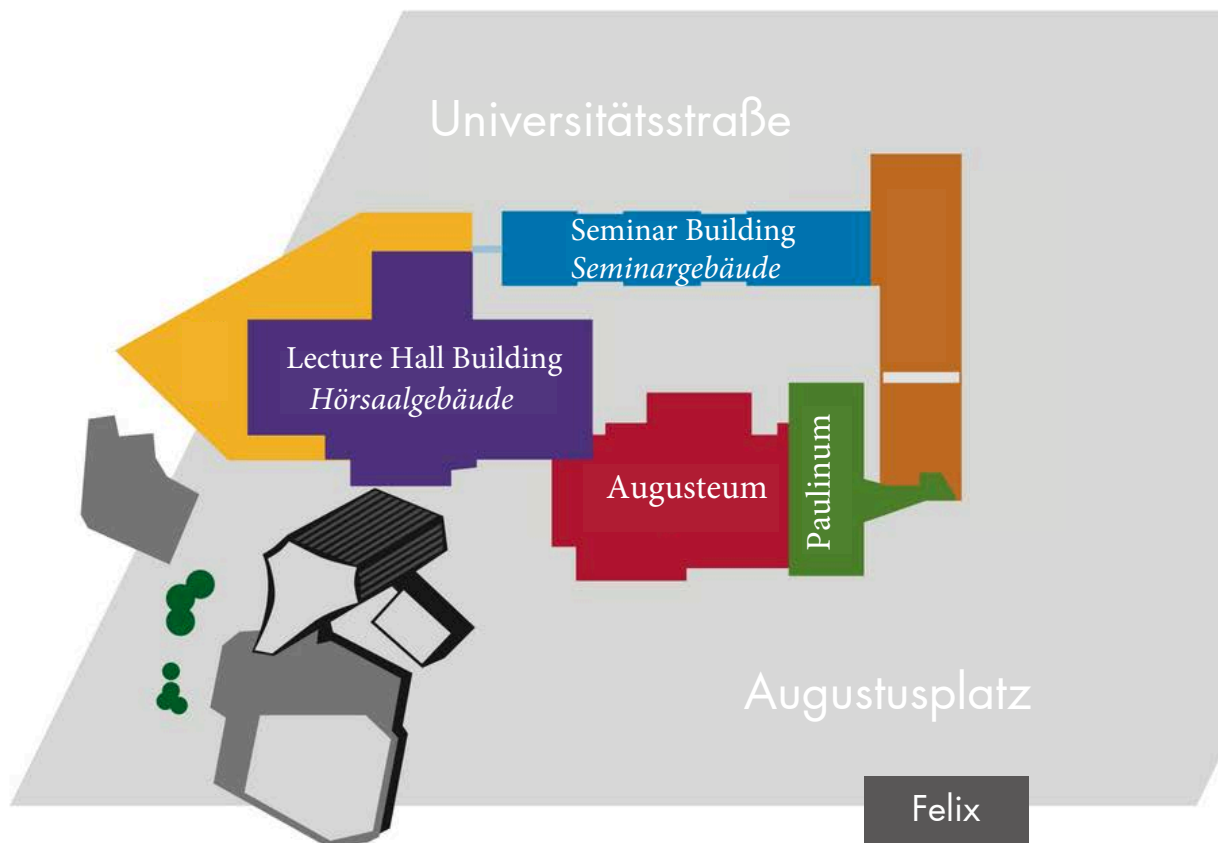 Universitätsstraße
Seminar Building
Seminargebäude
Lecture Hall Building
Hörsaalgebäude
Augusteum
Paulinum
Augustusplatz
Felix